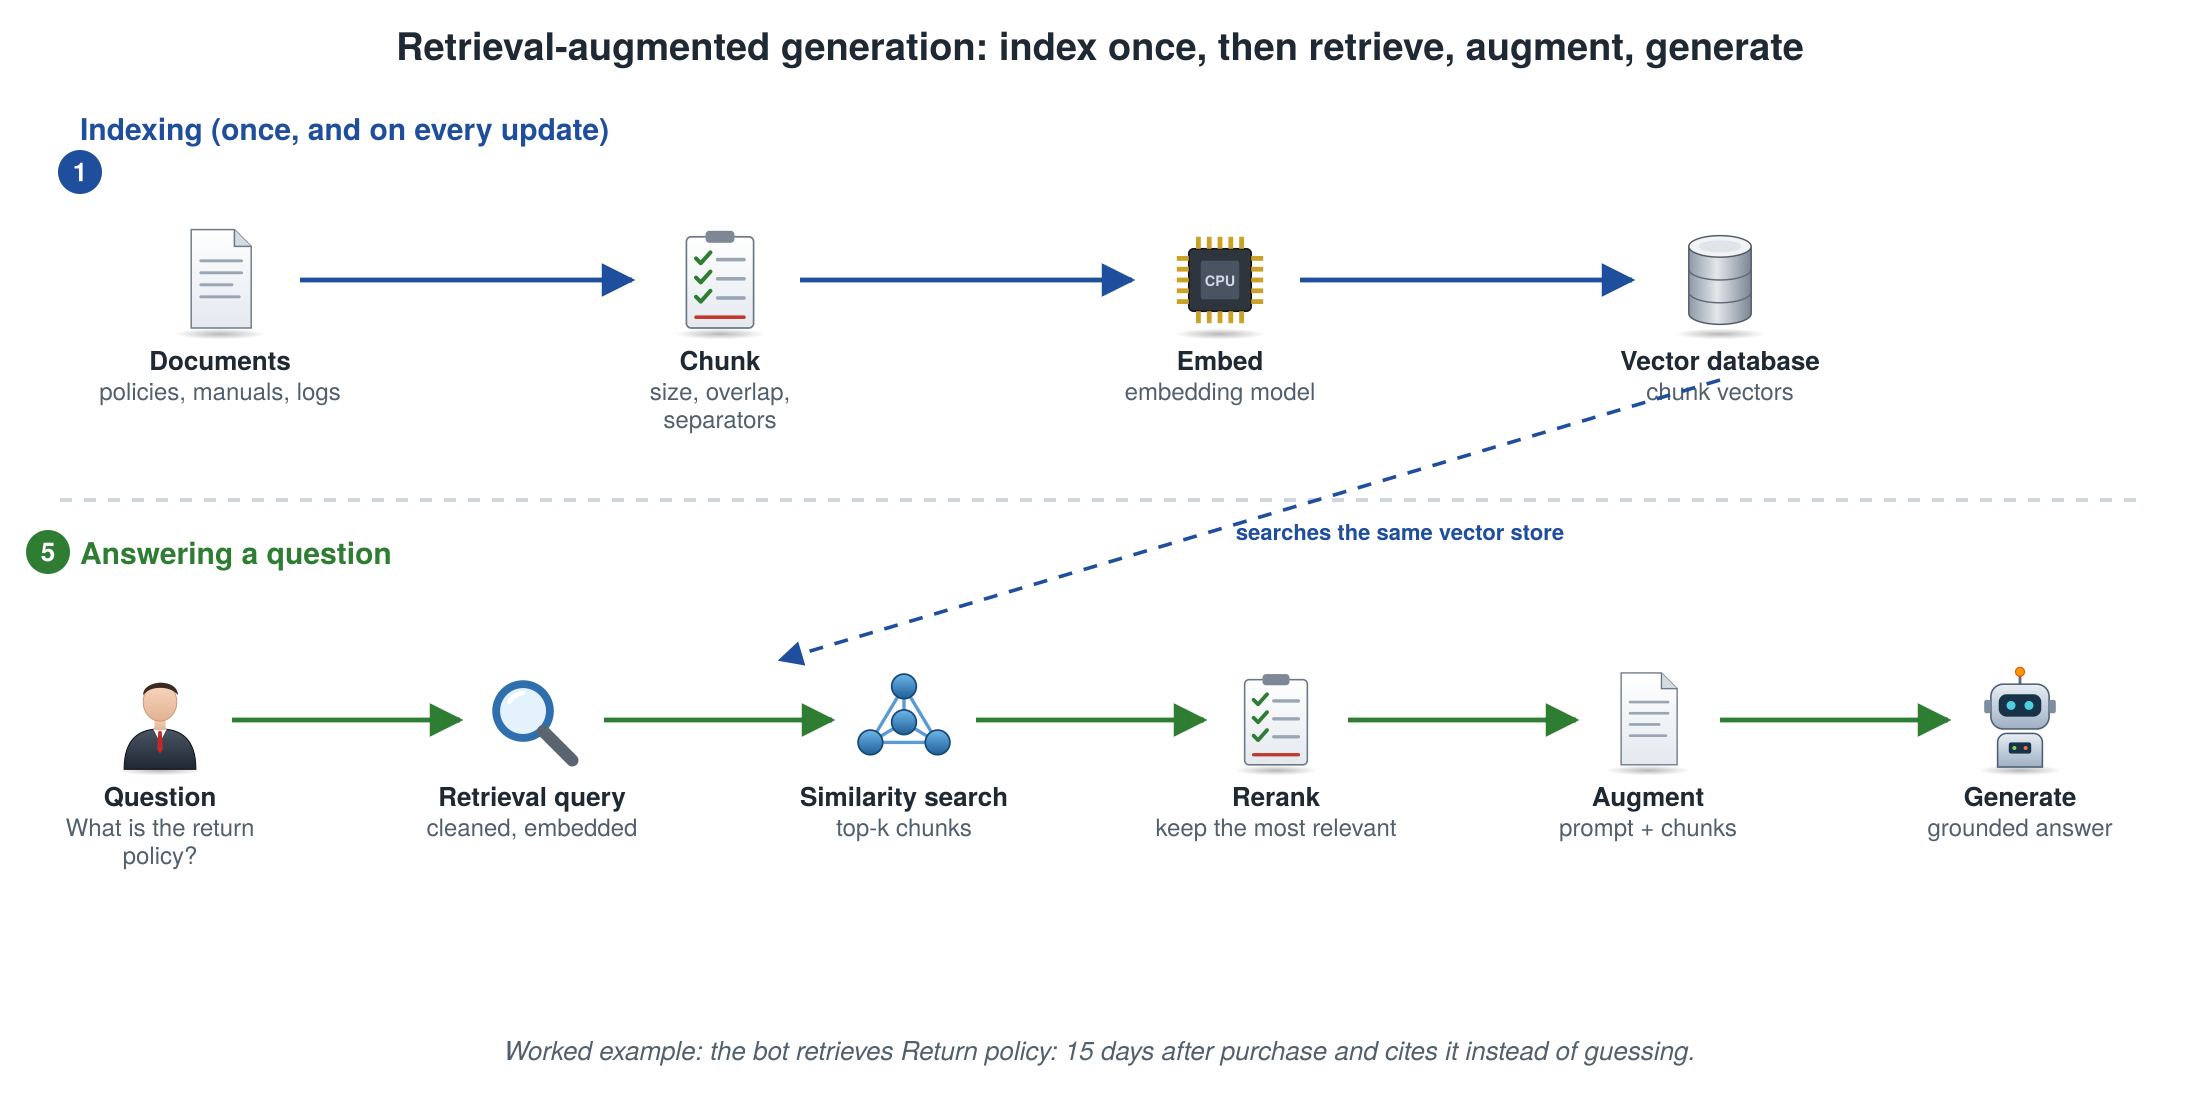 Retrieval-augmented generation: index once, then retrieve, augment, generate
Indexing (once, and on every update)
1
CPU
Documents
policies, manuals, logs
Chunk
size, overlap,
separators
Embed
embedding model
Vector database
chunk vectors
searches the same vector store
5
Answering a question
Question
What is the return
policy?
Retrieval query
cleaned, embedded
Similarity search
top-k chunks
Rerank
keep the most relevant
Augment
prompt + chunks
Generate
grounded answer
Worked example: the bot retrieves Return policy: 15 days after purchase and cites it instead of guessing.